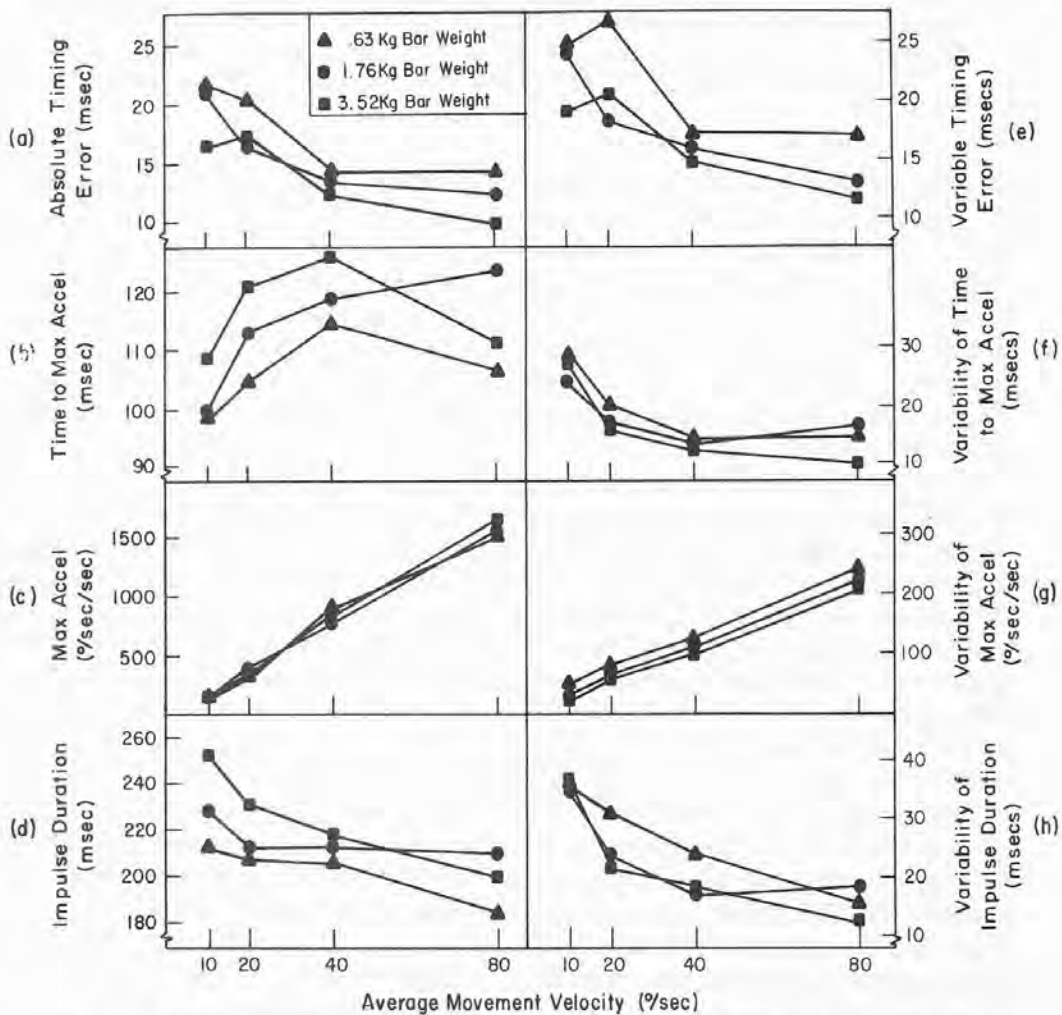 .63 Kg Bar Weight
1.76 Kg Bar Weight
3.52 Kg Bar Weight
(a)
Absolute Timing
Error (msec)
25
20
15
10
(e)
Variable Timing
Error (msecs)
25
20
15
10
(b)
Time to Max Accel
(msec)
120
110
100
90
(f)
Variability of Time
to Max Accel
(msecs)
30
20
10
(c)
Max Accel
(°/sec/sec)
1500
1000
500
(g)
Variability of
Max Accel
(°/sec/sec)
300
200
100
(d)
Impulse Duration
(msec)
260
240
220
200
180
(h)
Variability of
Impulse Duration
(msecs)
40
30
20
10
10 20 40 80
10 20 40 80
Average Movement Velocity (°/sec)